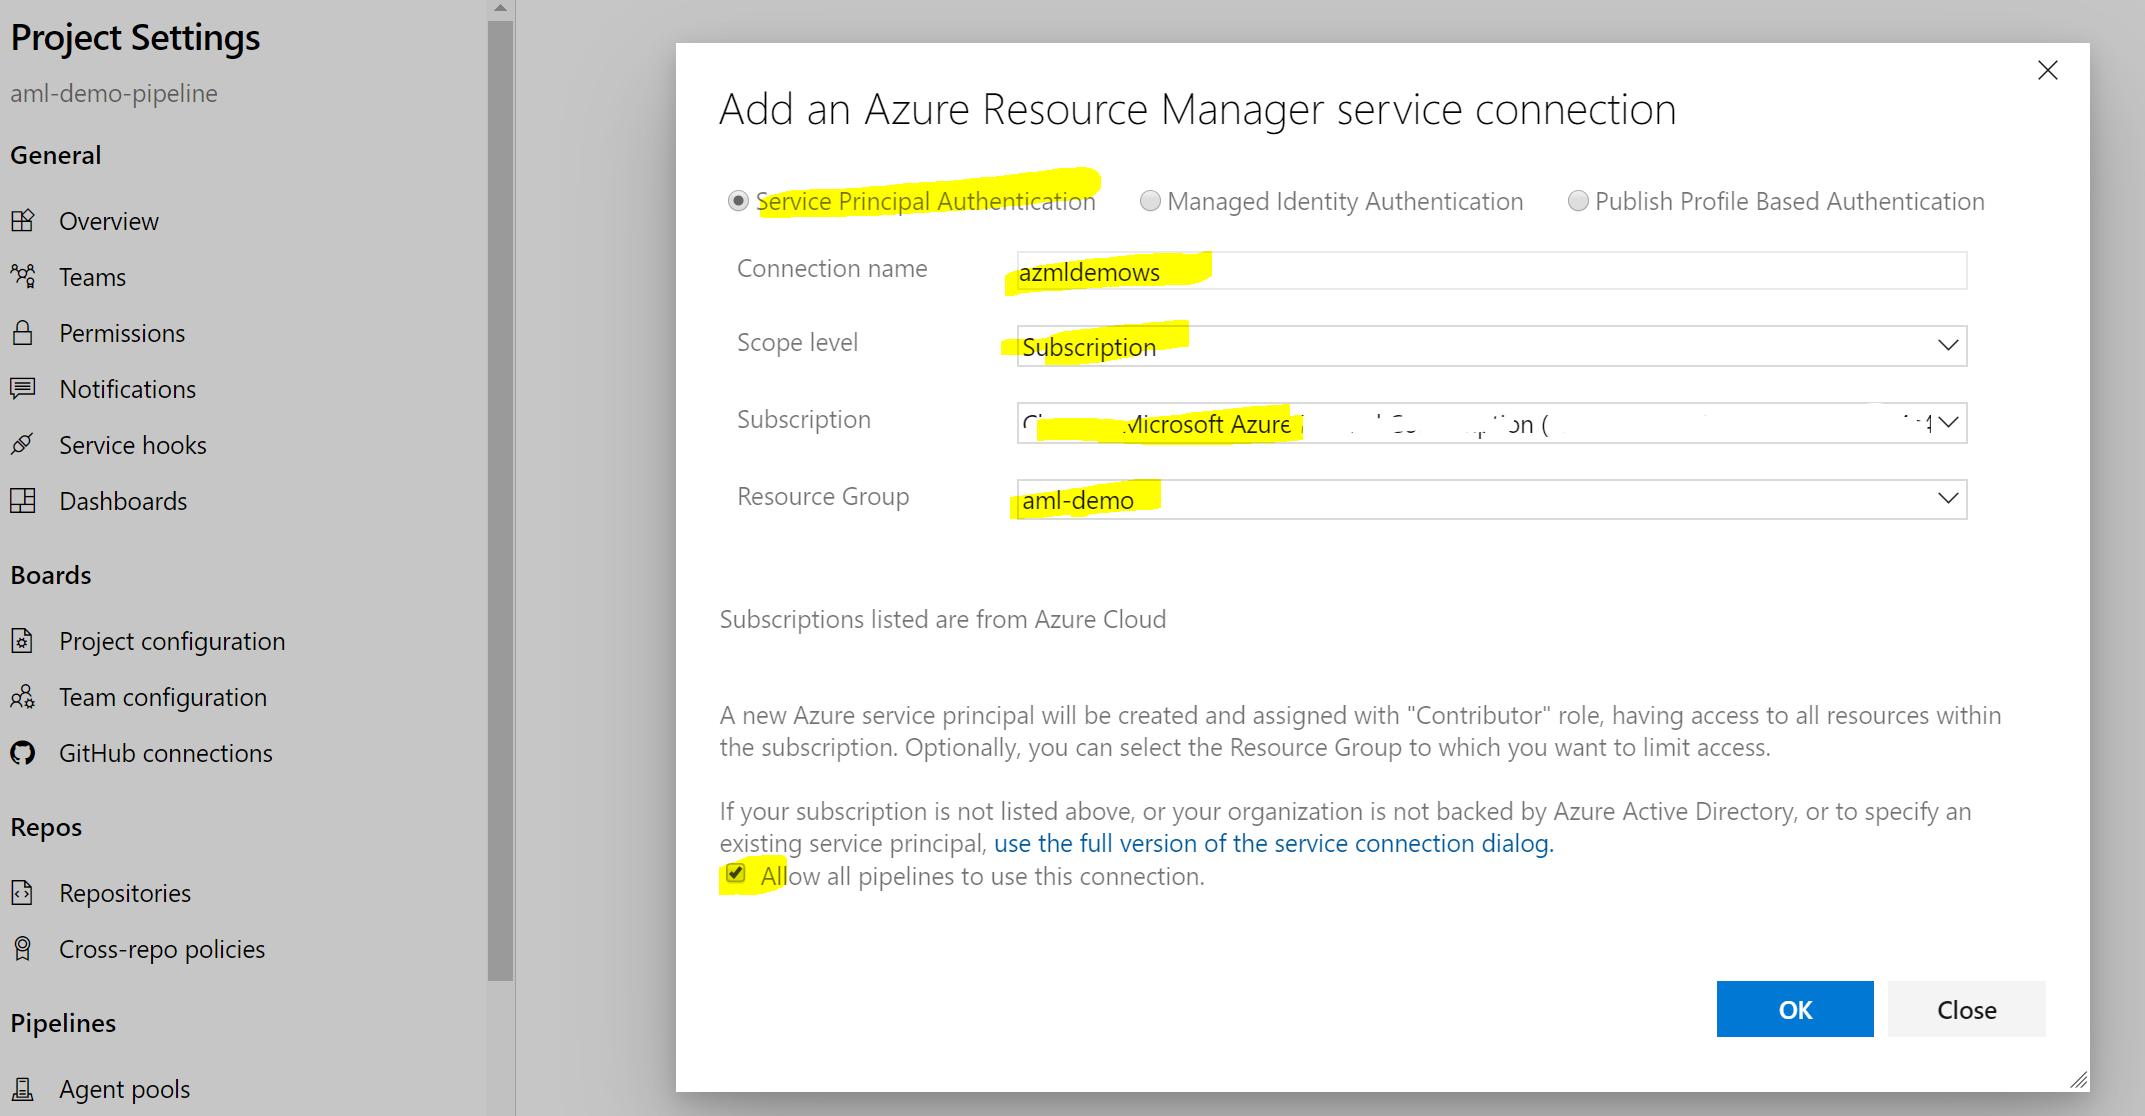 Project Settings
aml-demo-pipeline
General
Overview
Teams
Permissions
Notifications
Service hooks
Dashboards
Boards
Project configuration
Team configuration
GitHub connections
Repos
Repositories
Cross-repo policies
Pipelines
Agent pools
Add an Azure Resource Manager service connection
Service Principal Authentication Managed Identity Authentication Publish Profile Based Authentication
Connection name azmldemows
Scope level Subscription
Subscription Microsoft Azure
Resource Group aml-demo
Subscriptions listed are from Azure Cloud
A new Azure service principal will be created and assigned with "Contributor" role, having access to all resources within
the subscription. Optionally, you can select the Resource Group to which you want to limit access.
If your subscription is not listed above, or your organization is not backed by Azure Active Directory, or to specify an
existing service principal, use the full version of the service connection dialog.
Allow all pipelines to use this connection.
OK Close